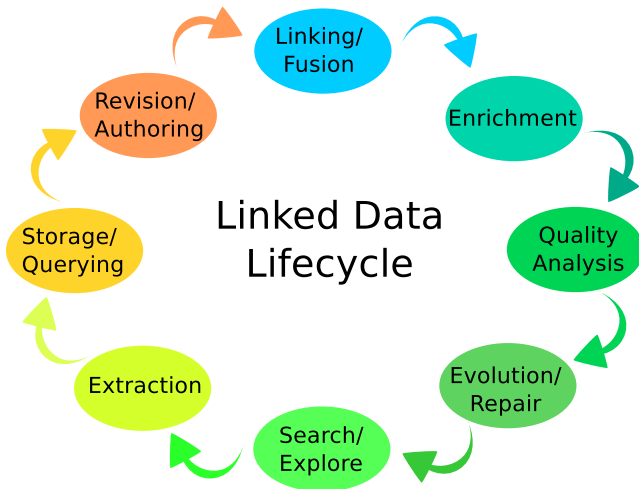 Linking/
Fusion
Enrichment
Quality
Analysis
Evolution/
Repair
Search/
Explore
Extraction
Storage/
Querying
Revision/
Authoring
Linked Data
Lifecycle